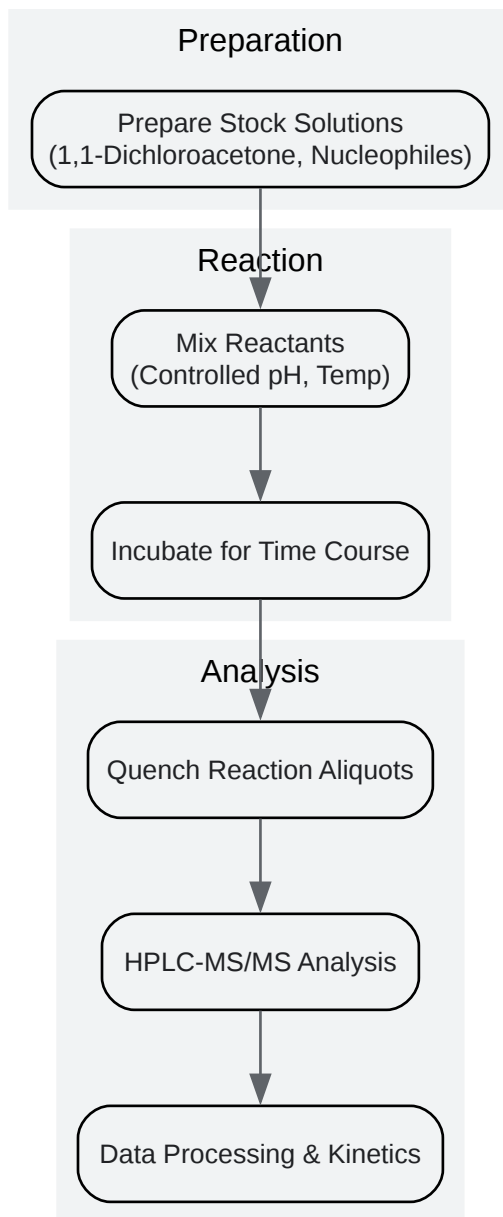 Preparation
Prepare Stock Solutions
(1,1-Dichloroacetone, Nucleophiles)
Reaction
Mix Reactants
(Controlled pH, Temp)
Incubate for Time Course
Analysis
Quench Reaction Aliquots
HPLC-MS/MS Analysis
Data Processing & Kinetics